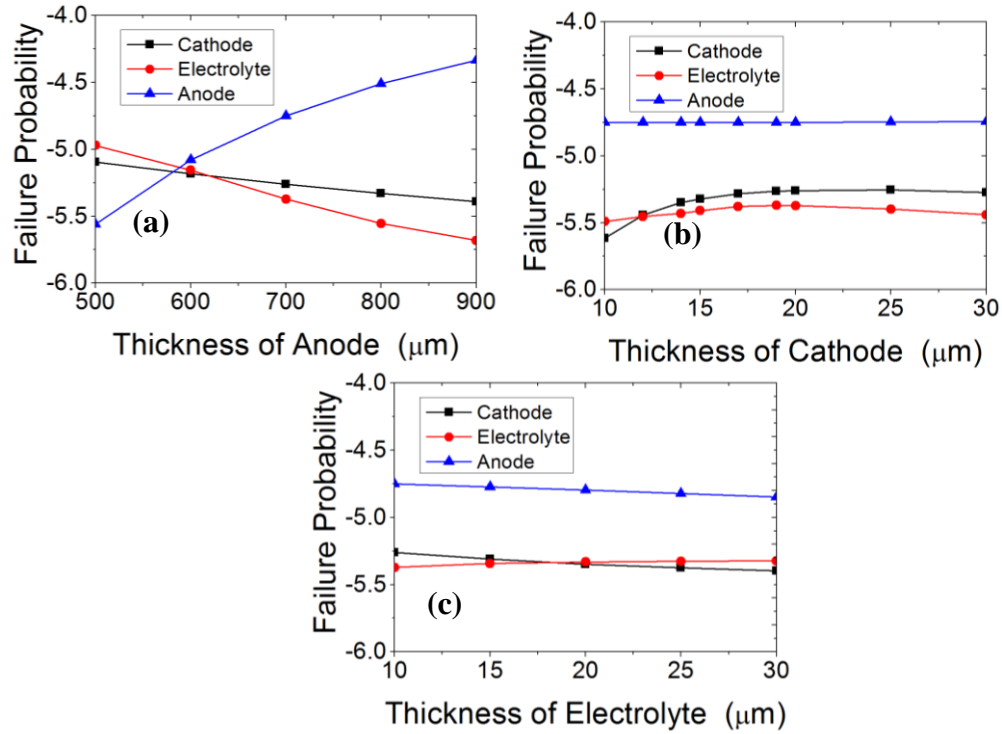 -4.0
-4.5
-5.0
-5.5
-6.0
Failure Probability
Cathode
Electrolyte
Anode
(a)
500 600 700 800 900
Thickness of Anode (μm)
-4.0
-4.5
-5.0
-5.5
-6.0
Failure Probability
Cathode
Electrolyte
Anode
(b)
10 15 20 25 30
Thickness of Cathode (μm)
-4.0
-4.5
-5.0
-5.5
-6.0
Failure Probability
Cathode
Electrolyte
Anode
(c)
10 15 20 25 30
Thickness of Electrolyte (μm)